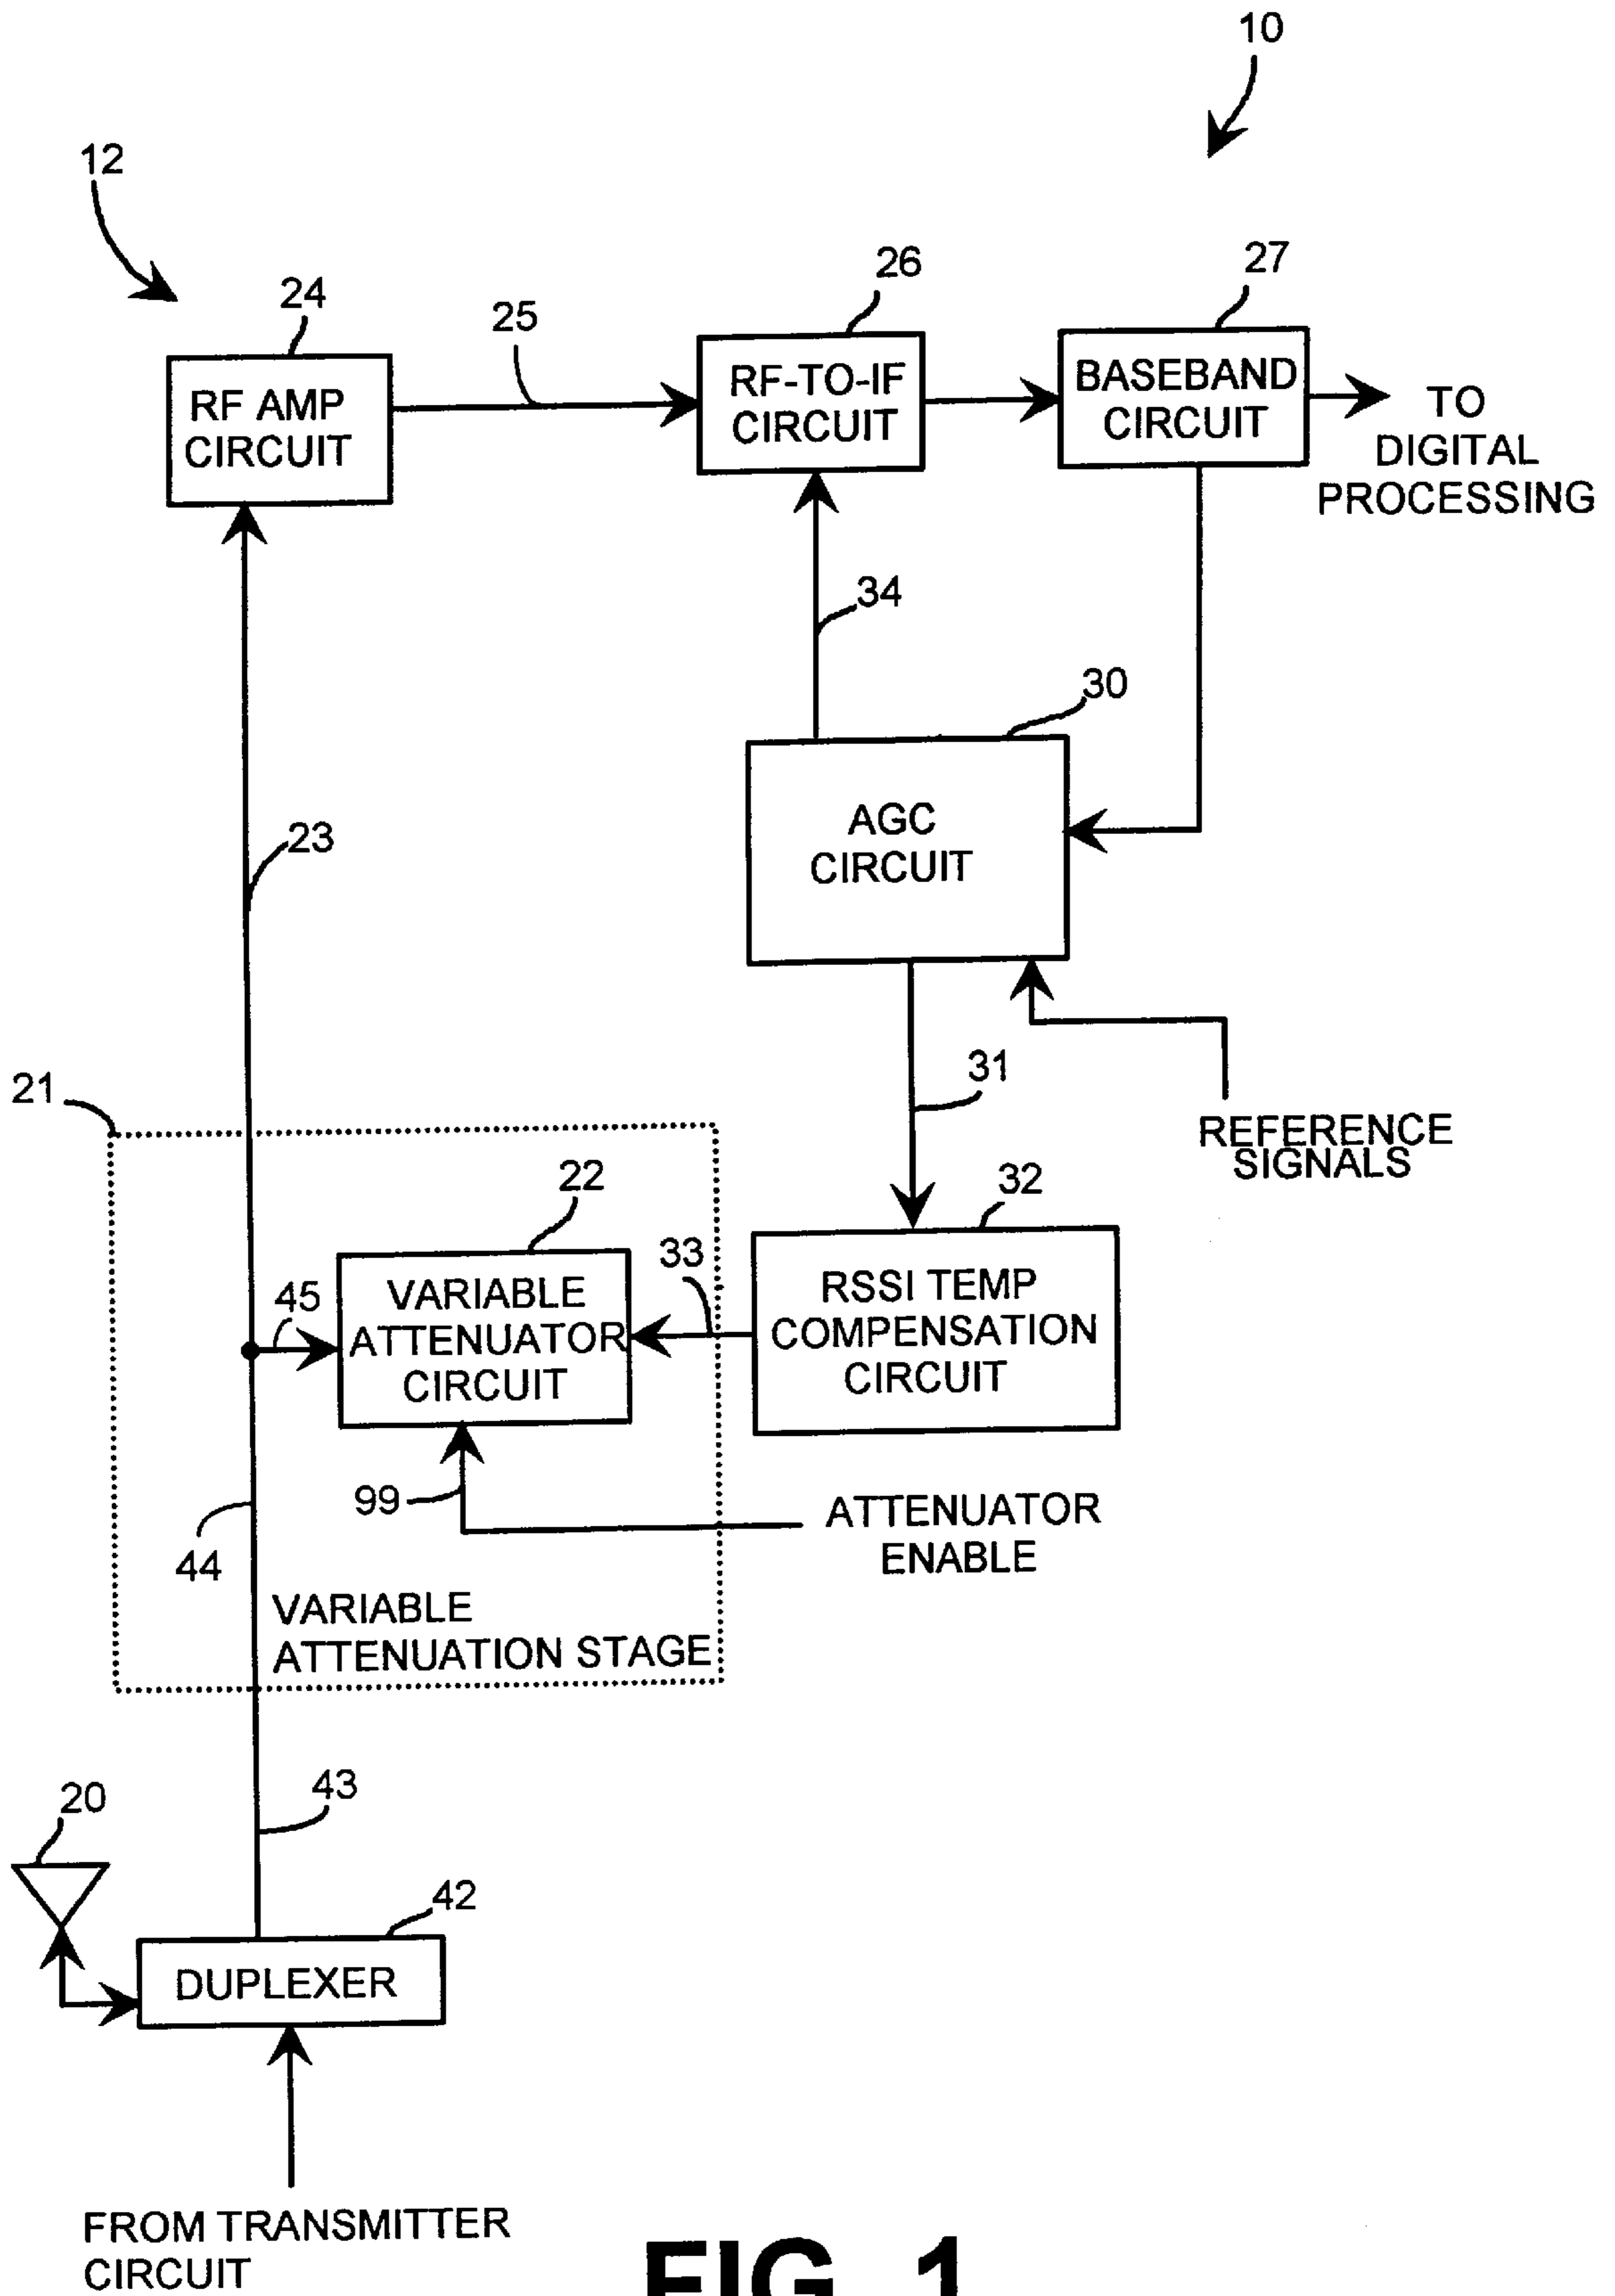 10
12
24
25
26
27
RF AMP
CIRCUIT
RF-TO-IF
CIRCUIT
BASEBAND
CIRCUIT
TO
DIGITAL
PROCESSING
34
30
AGC
CIRCUIT
23
31
REFERENCE
SIGNALS
21
22
33
32
45
VARIABLE
ATTENUATOR
CIRCUIT
RSSI TEMP
COMPENSATION
CIRCUIT
99
ATTENUATOR
ENABLE
44
VARIABLE
ATTENUATION STAGE
43
20
42
DUPLEXER
FROM TRANSMITTER
CIRCUIT
FIG. 1